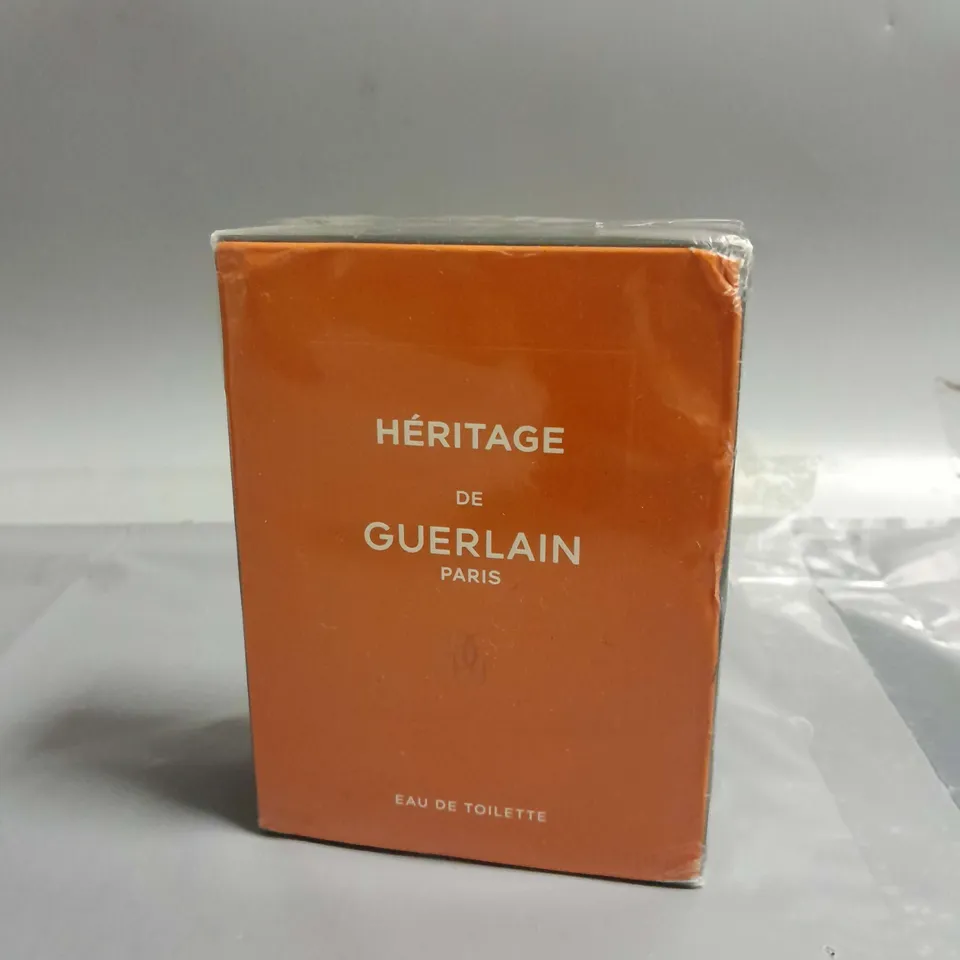 HÉRITAGE
DE
GUERLAIN
PARIS
EAU DE TOILETTE